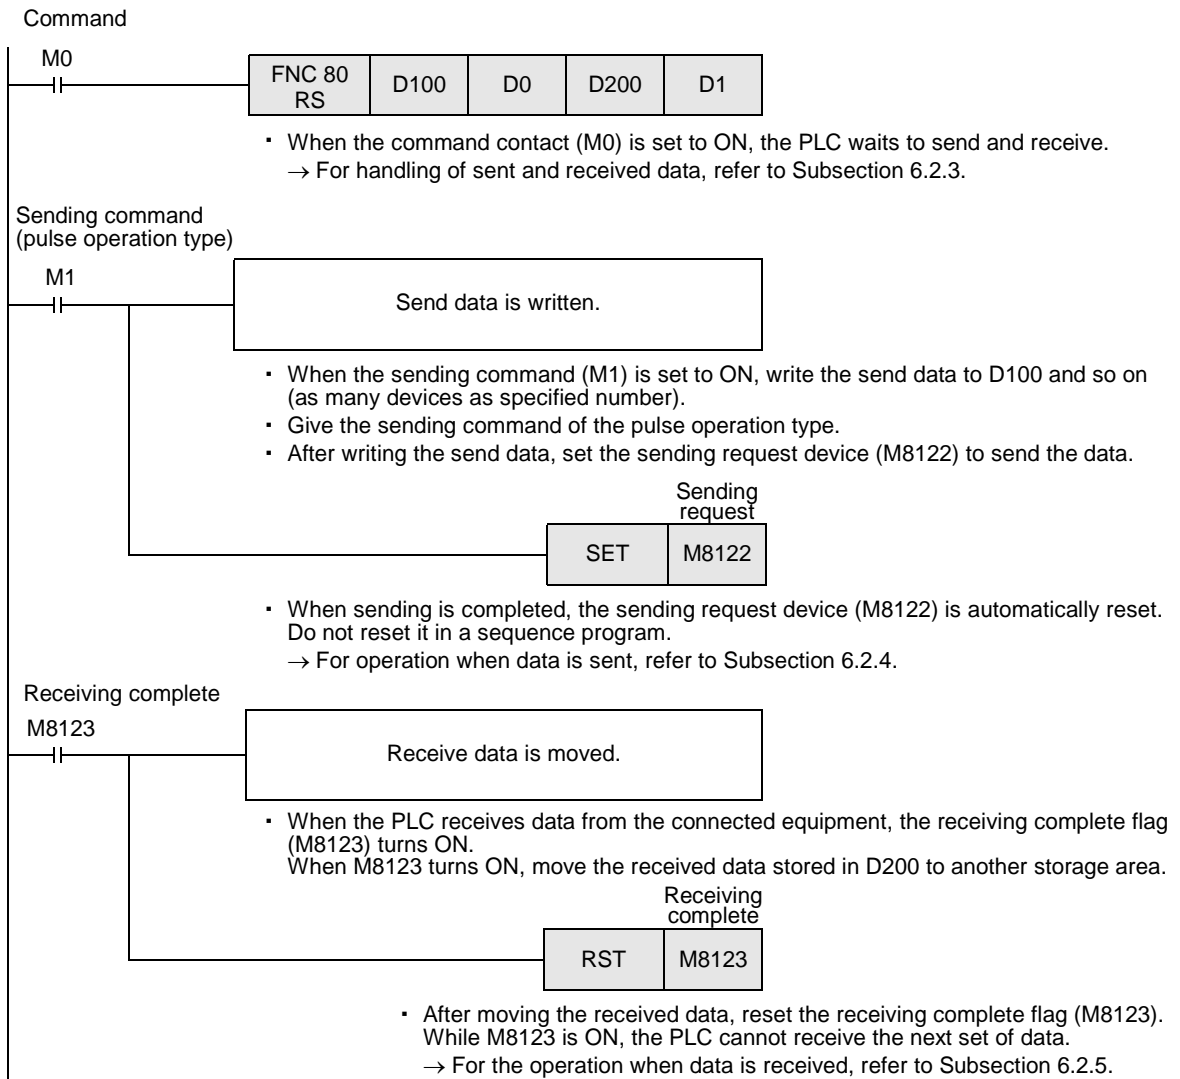 Command
M0
FNC 80
RS
D100
D0
D200
D1
▪ When the command contact (M0) is set to ON, the PLC waits to send and receive.
→ For handling of sent and received data, refer to Subsection 6.2.3.
Sending command
(pulse operation type)
M1
Send data is written.
▪ When the sending command (M1) is set to ON, write the send data to D100 and so on
(as many devices as specified number).
▪ Give the sending command of the pulse operation type.
▪ After writing the send data, set the sending request device (M8122) to send the data.
Sending
request
SET
M8122
▪ When sending is completed, the sending request device (M8122) is automatically reset.
Do not reset it in a sequence program.
→ For operation when data is sent, refer to Subsection 6.2.4.
Receiving complete
M8123
Receive data is moved.
▪ When the PLC receives data from the connected equipment, the receiving complete flag
(M8123) turns ON.
When M8123 turns ON, move the received data stored in D200 to another storage area.
Receiving
complete
RST
M8123
▪ After moving the received data, reset the receiving complete flag (M8123).
While M8123 is ON, the PLC cannot receive the next set of data.
→ For the operation when data is received, refer to Subsection 6.2.5.